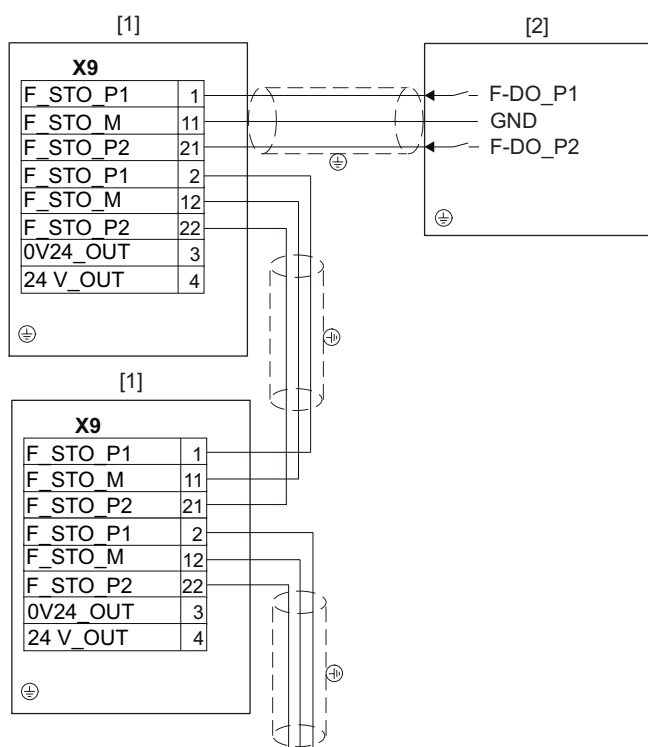 [1] [2]
X9
F_STO_P1 1 F-DO_P1
F_STO_M 11 GND
F_STO_P2 21 F-DO_P2
F_STO_P1 2
F_STO_M 12
F_STO_P2 22
0V24_OUT 3
24 V_OUT 4
[1]
X9
F_STO_P1 1
F_STO_M 11
F_STO_P2 21
F_STO_P1 2
F_STO_M 12
F_STO_P2 22
0V24_OUT 3
24 V_OUT 4